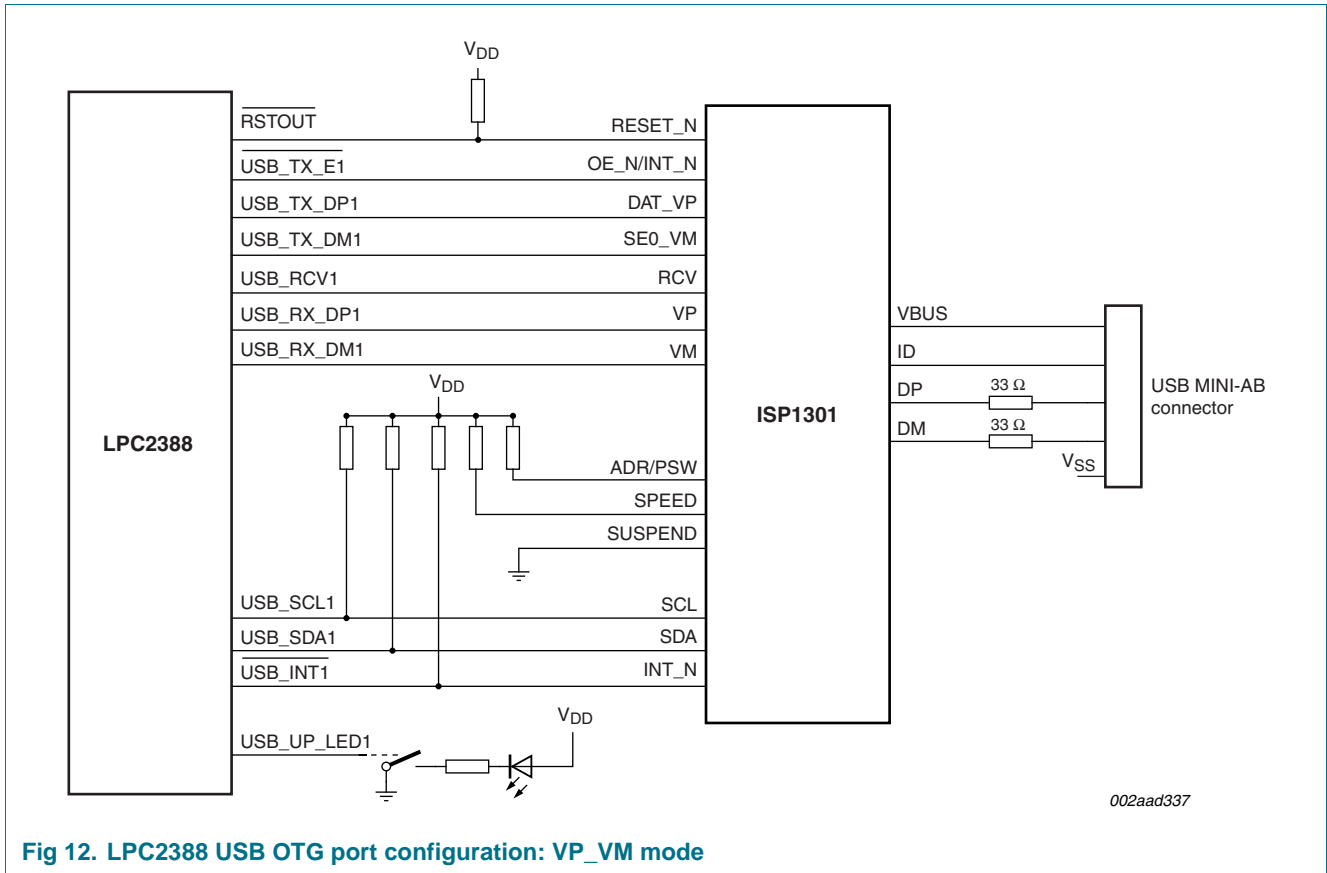 VDD
RSTOUT
RESET_N
USB_TX_E1
OE_N/INT_N
USB_TX_DP1
DAT_VP
USB_TX_DM1
SE0_VM
USB_RCV1
RCV
USB_RX_DP1
VP
USB_RX_DM1
VM
VBUS
ID
DP
33 Ω
DM
33 Ω
VSS
USB MINI-AB
connector
LPC2388
ISP1301
VDD
ADR/PSW
SPEED
SUSPEND
USB_SCL1
SCL
USB_SDA1
SDA
USB_INT1
INT_N
USB_UP_LED1
VDD
002aad337
Fig 12. LPC2388 USB OTG port configuration: VP_VM mode